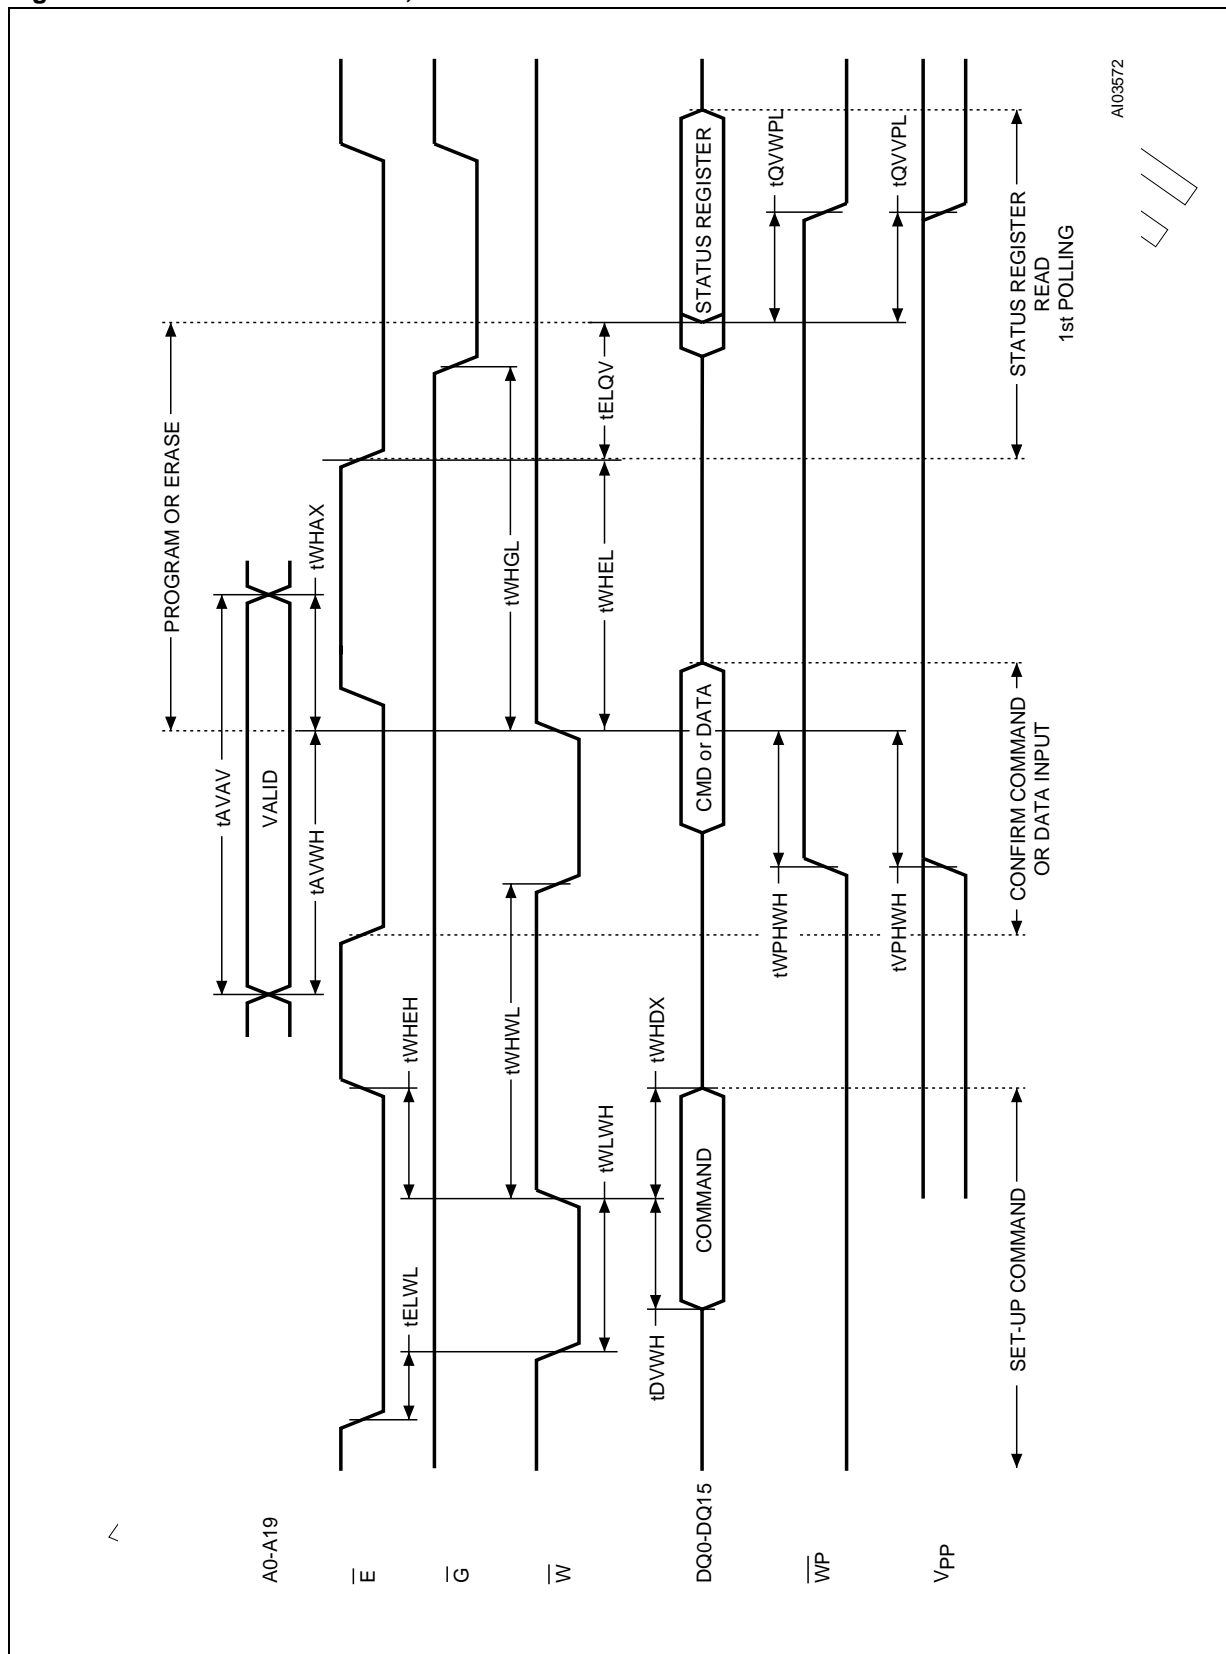 PROGRAM OR ERASE
tAVAV
A0-A19
VALID
tAVWH
tWHAX
E
tELWL
tWHEH
G
tWHWL
tWHGL
W
tWLWH
tWHEL
tELQV
tDVWH
tWHDX
DQ0-DQ15
COMMAND
CMD or DATA
STATUS REGISTER
tWPHWH
tQVWPL
WP
tVPHWH
tQVVPL
VPP
SET-UP COMMAND
CONFIRM COMMAND
OR DATA INPUT
STATUS REGISTER
READ
1st POLLING
AI03572